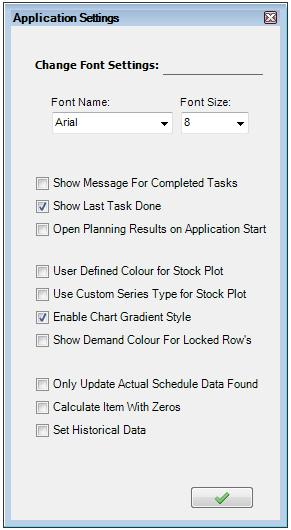 Application Settings
Change Font Settings:
Font Name: Font Size:
Arial 8
Show Message For Completed Tasks
Show Last Task Done
Open Planning Results on Application Start
User Defined Colour for Stock Plot
Use Custom Series Type for Stock Plot
Enable Chart Gradient Style
Show Demand Colour For Locked Row's
Only Update Actual Schedule Data Found
Calculate Item With Zeros
Set Historical Data